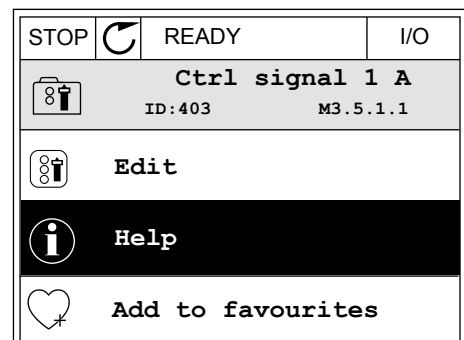 STOP READY I/O
Ctrl signal 1 A
ID:403 M3.5.1.1
Edit
Help
Add to favourites